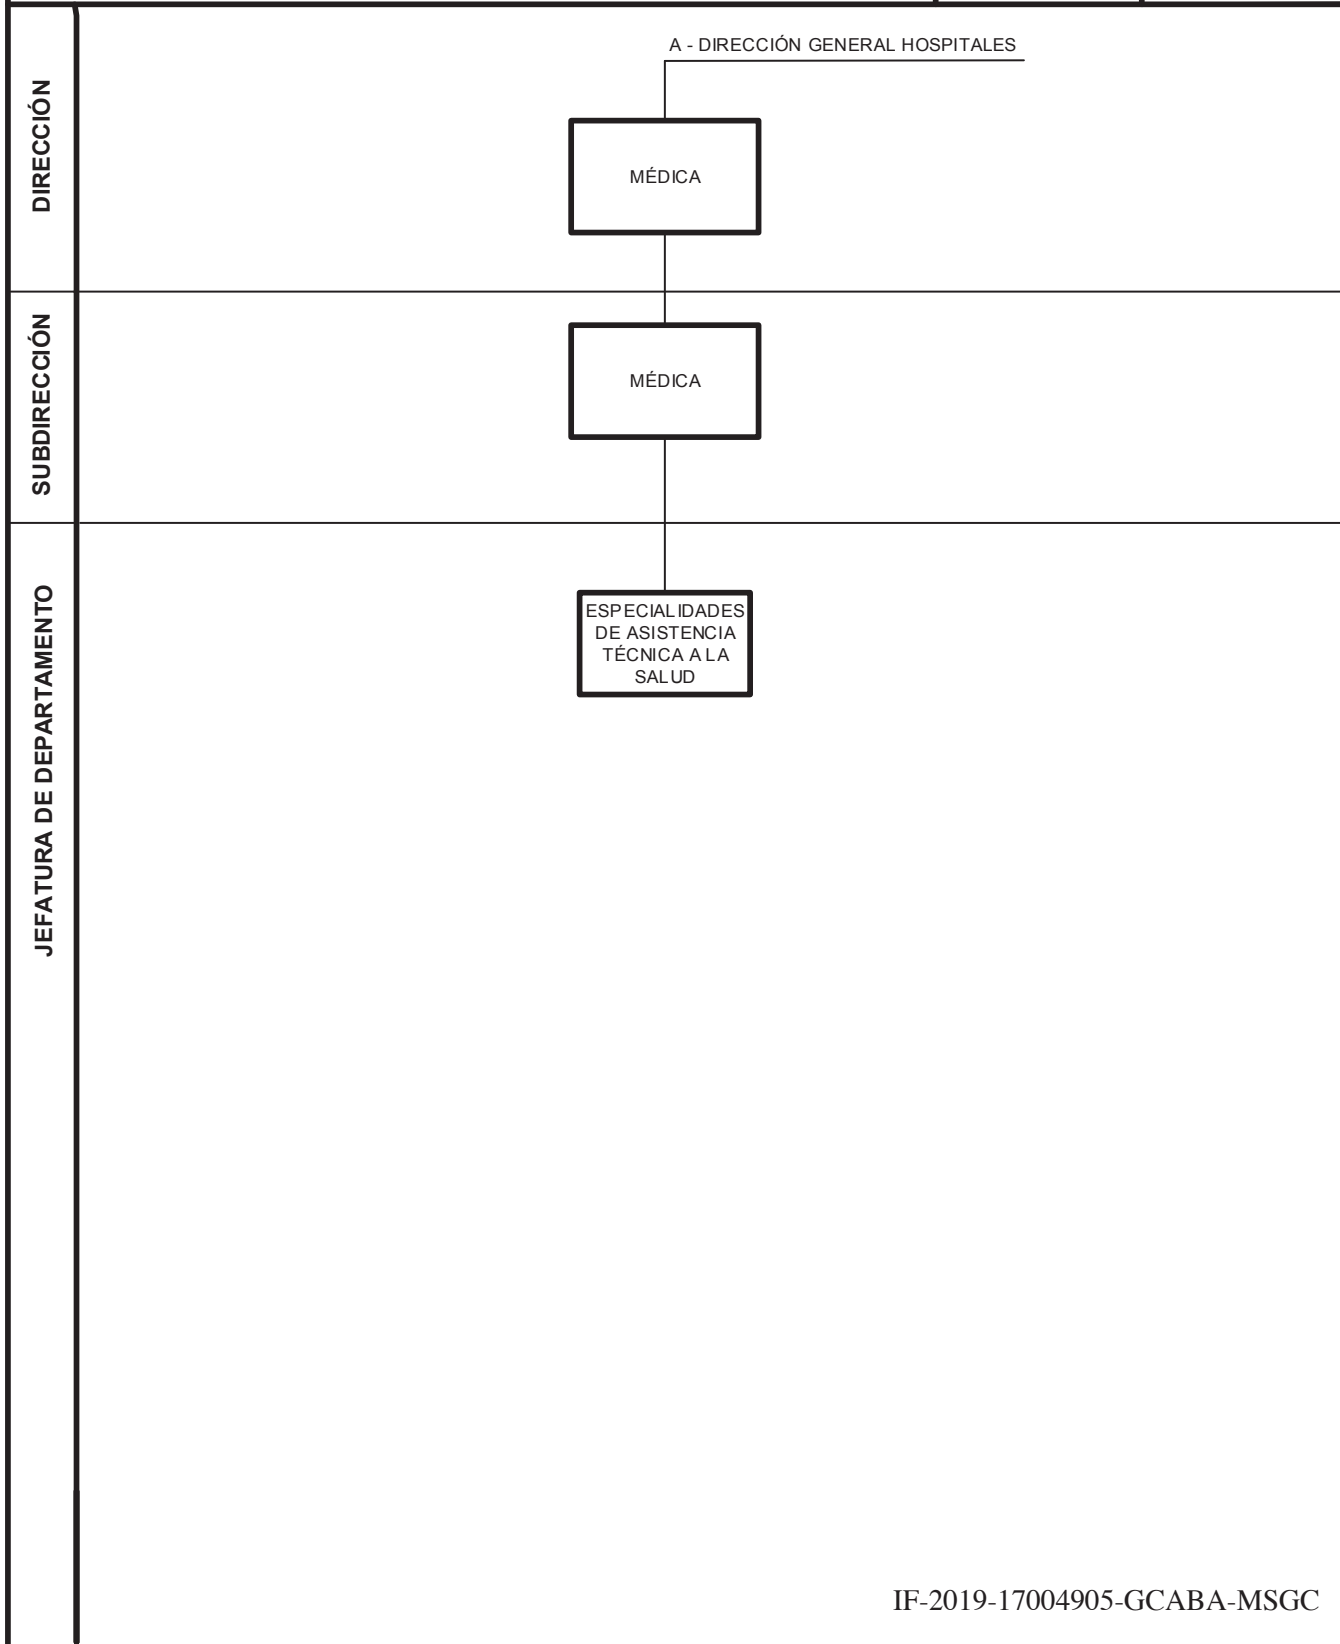 A - DIRECCIÓN GENERAL HOSPITALES
DIRECCIÓN
MÉDICA
SUBDIRECCIÓN
MÉDICA
JEFATURA DE DEPARTAMENTO
ESPECIALIDADES
DE ASISTENCIA
TÉCNICA A LA
SALUD
IF-2019-17004905-GCABA-MSGC